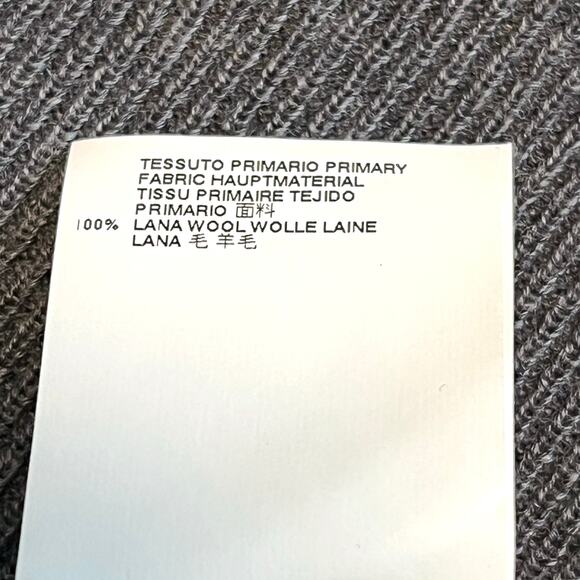 TESSUTO PRIMARIO PRIMARY
FABRIC HAUPTMATERIAL
TISSU PRIMAIRE TEJIDO
PRIMARIO 面料
100% LANA WOOL WOLLE LAINE
LANA 毛 羊毛